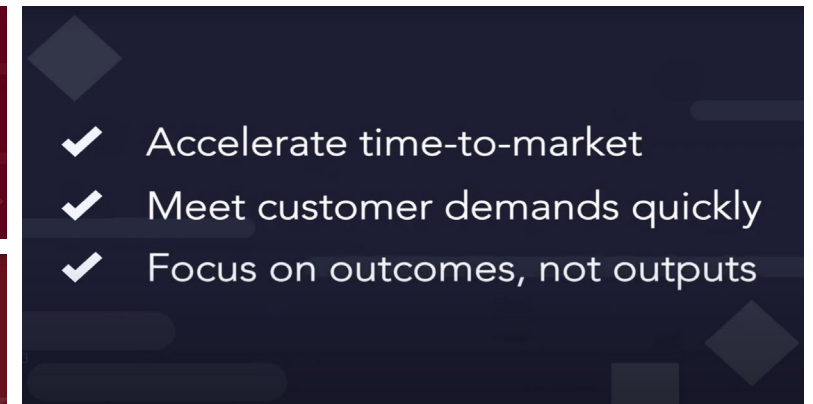 Accelerate time-to-market
Meet customer demands quickly
Focus on outcomes, not outputs